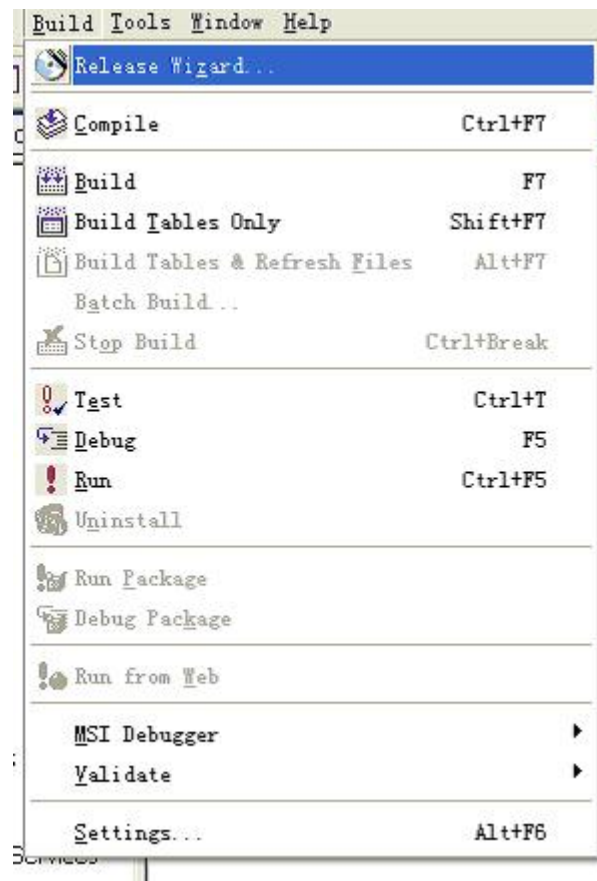 Build Tools Window Help
Release Wizard...
Compile Ctrl+F7
Build F7
Build Tables Only Shift+F7
Build Tables & Refresh Files Alt+F7
Batch Build...
Stop Build Ctrl+Break
Test Ctrl+T
Debug F5
Run Ctrl+F5
Uninstall
Run Package
Debug Package
Run from Web
MSI Debugger
Validate
Settings... Alt+F6